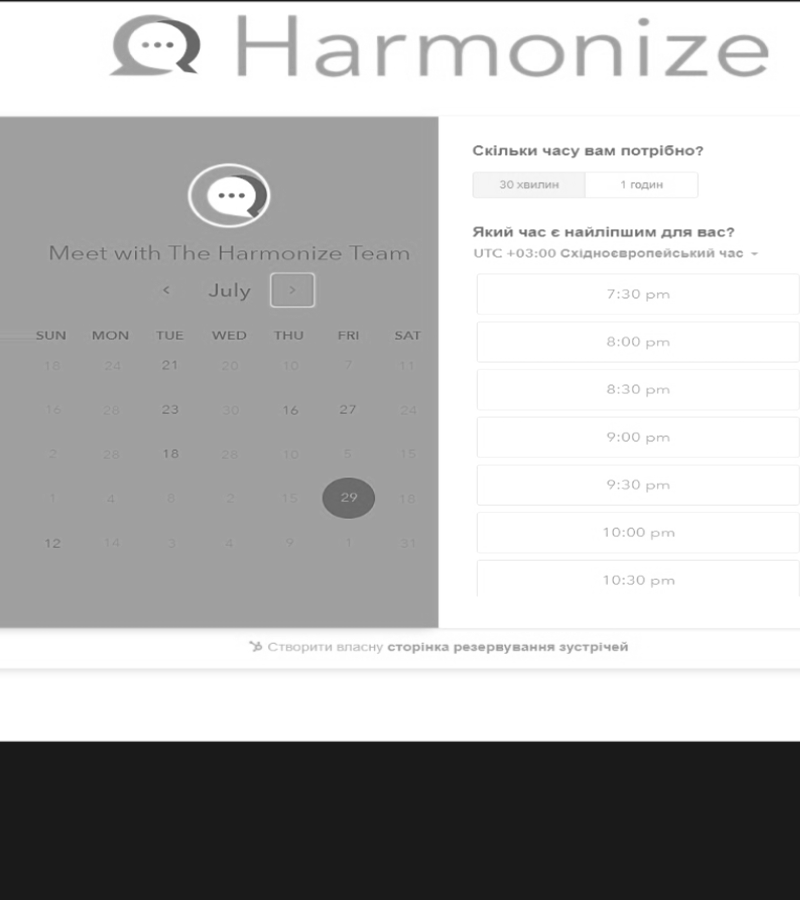 Harmonize
Meet with The Harmonize Team
July
SUN MON TUE WED THU FRI SAT
18 24 21 20 10 7 11
16 28 23 30 16 27 24
2 28 18 28 10 5 15
1 4 8 2 15 29 18
12 14 3 4 9 1 31
Скільки часу вам потрібно?
30 хвилин 1 годин
Який час є найліпшим для вас?
UTC +03:00 Східноєвропейський час
7:30 pm
8:00 pm
8:30 pm
9:00 pm
9:30 pm
10:00 pm
10:30 pm
Створити власну сторінка резервування зустрічей